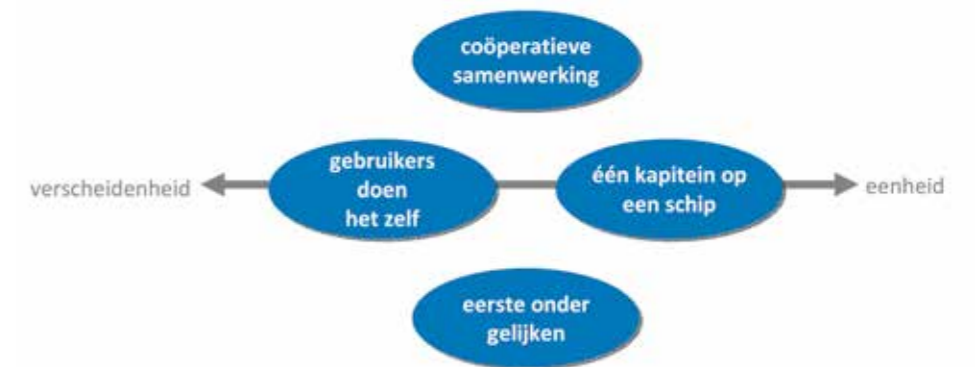 coöperatieve
samenwerking
verscheidenheid
gebruikers
doen
het zelf
één kapitein op
een schip
eenheid
eerste onder
gelijken